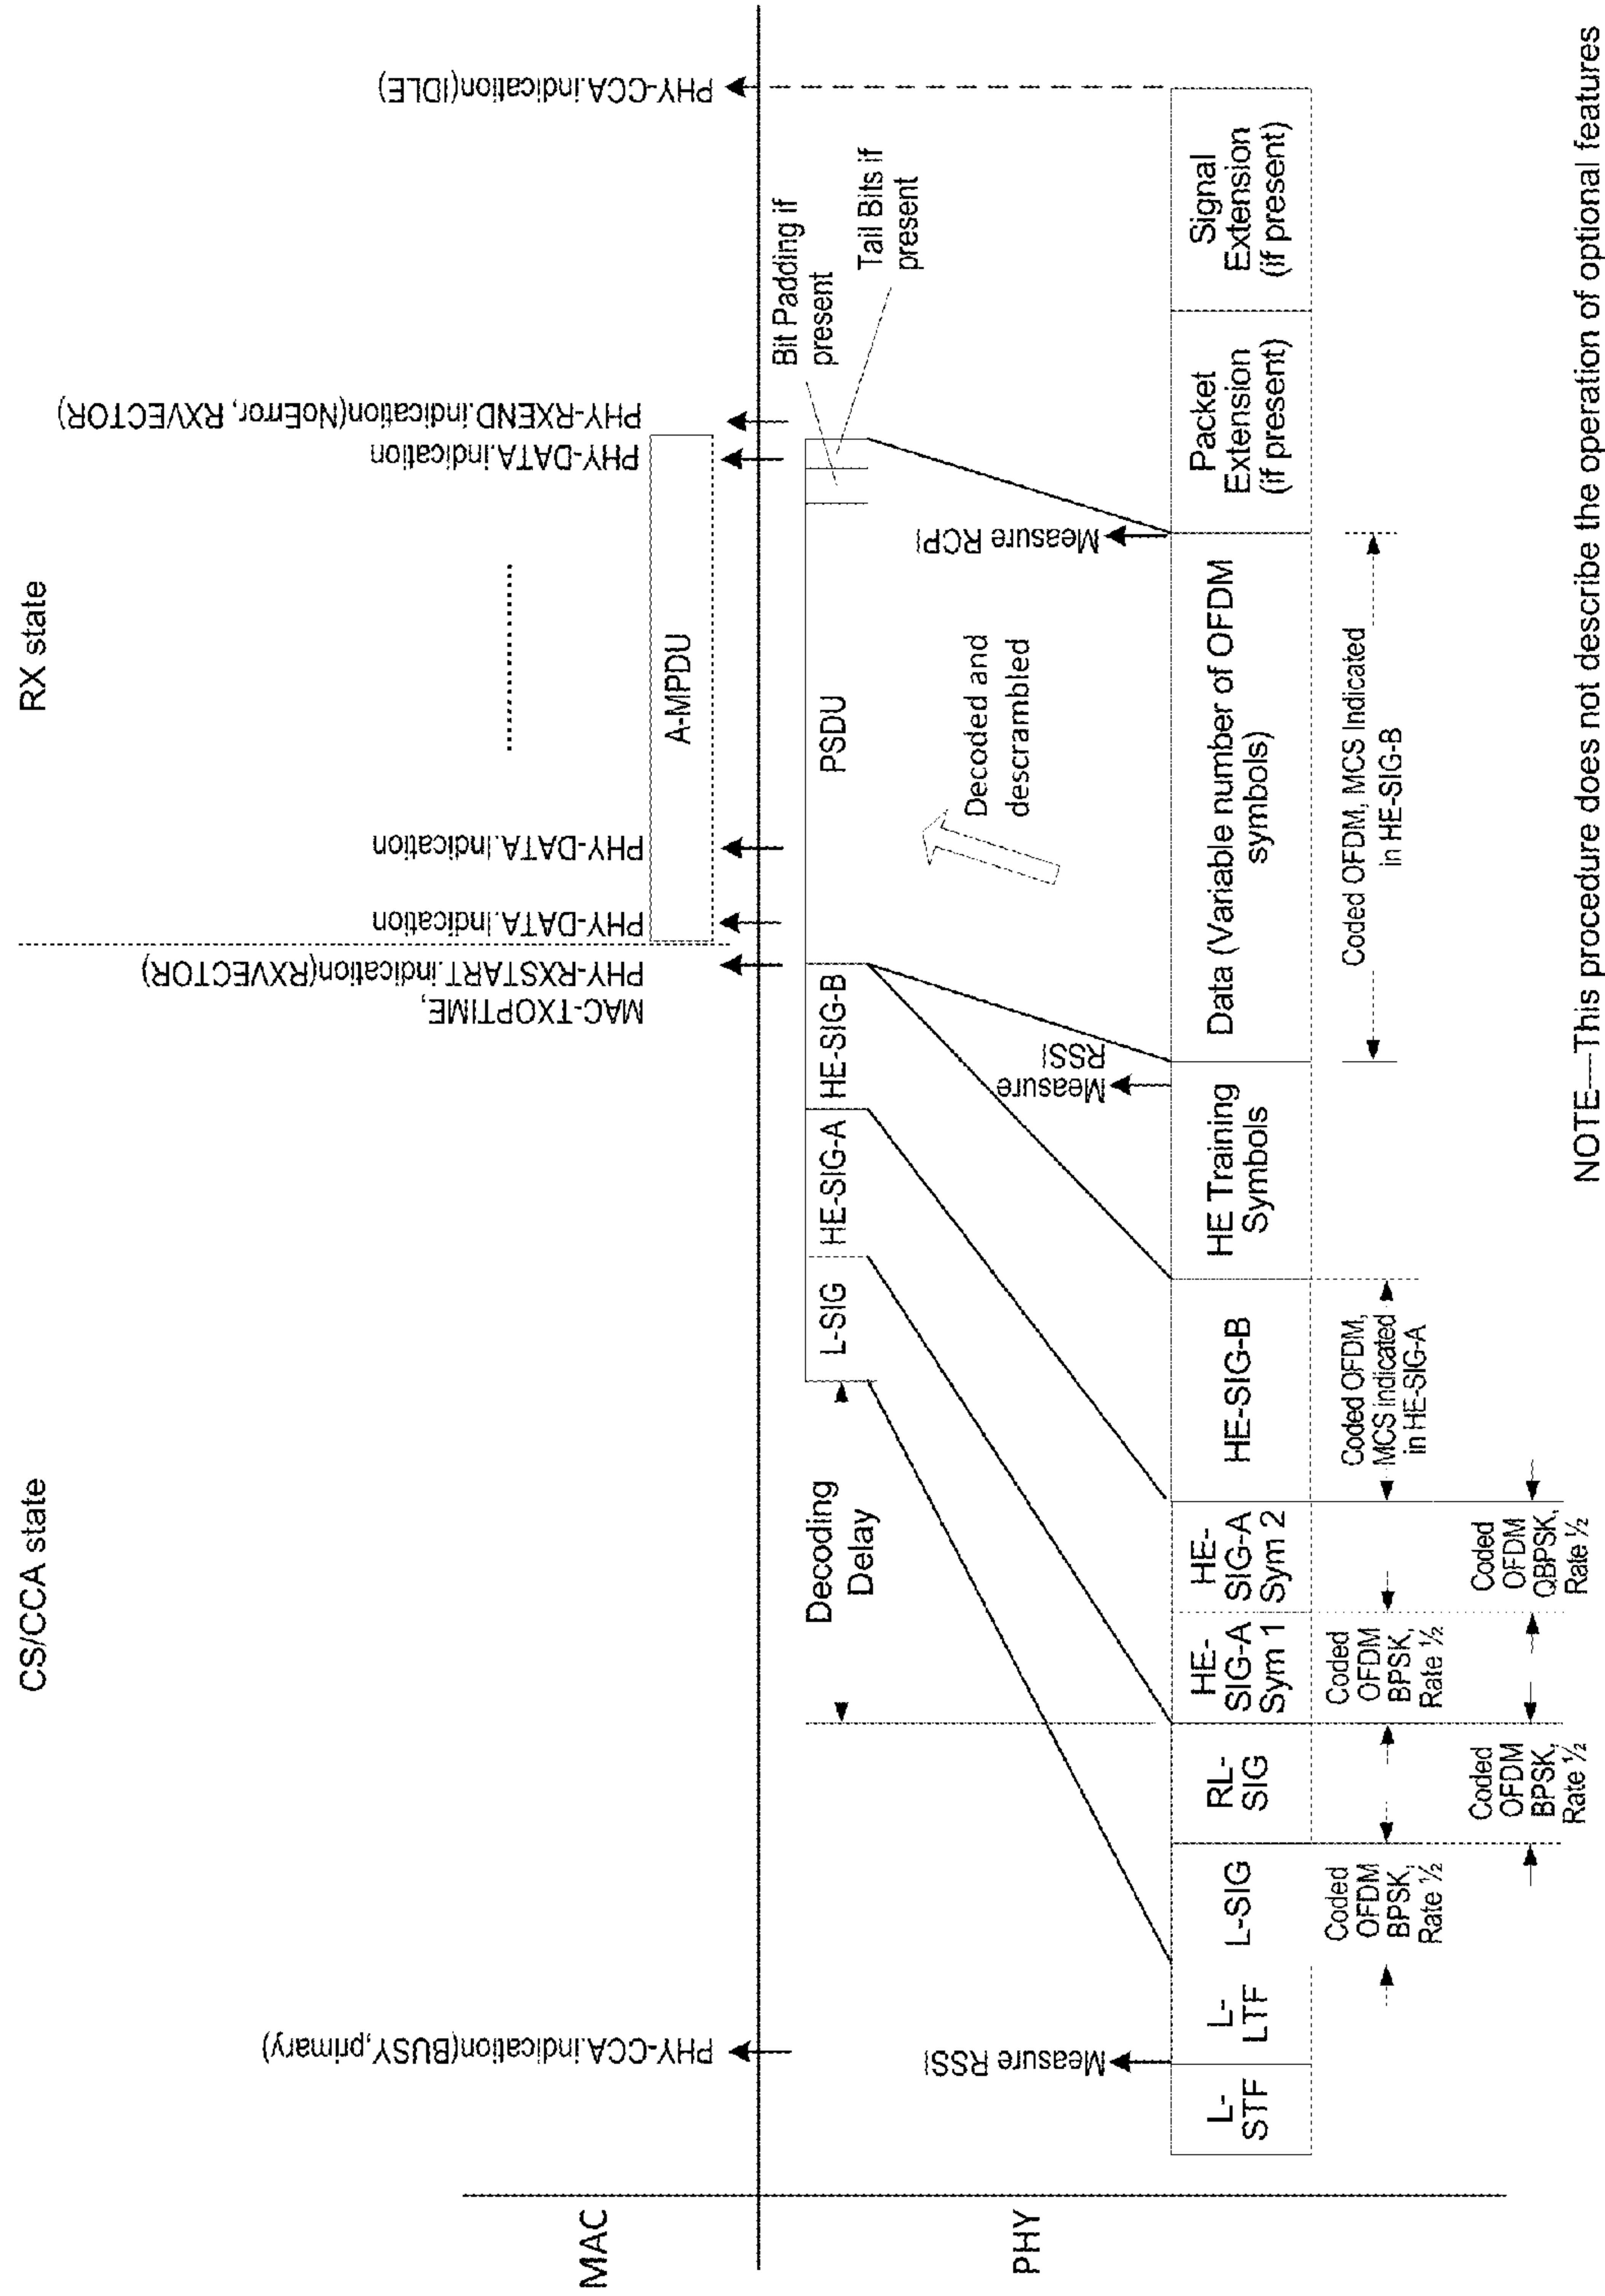 CS/CCA state
RX state
MAC
PHY-CCA.indication(BUSY,primary)
MAC-TXOPTIME,
PHY-RXSTART.indication(RXVECTOR)
PHY-DATA.indication
PHY-DATA.indication
PHY-DATA.indication
PHY-RXEND.indication(NoError, RXVECTOR)
PHY-CCA.indication(IDLE)
A-MPDU
PHY
Decoding
Delay
L-SIG
HE-SIG-A
HE-SIG-B
PSDU
Bit Padding if
present
Tail Bits if
present
Decoded and
descrambled
Measure RSSI
Measure
RSSI
Measure RCPI
L-
STF
L-
LTF
L-SIG
RL-
SIG
HE-
SIG-A
Sym 1
HE-
SIG-A
Sym 2
HE-SIG-B
HE Training
Symbols
Data (Variable number of OFDM
symbols)
Packet
Extension
(if present)
Signal
Extension
(if present)
Coded
OFDM
BPSK,
Rate ½
Coded
OFDM
BPSK,
Rate ½
Coded
OFDM
BPSK,
Rate ½
Coded
OFDM
QBPSK,
Rate ½
Coded OFDM,
MCS indicated
in HE-SIG-A
Coded OFDM, MCS Indicated
in HE-SIG-B
NOTE—This procedure does not describe the operation of optional features